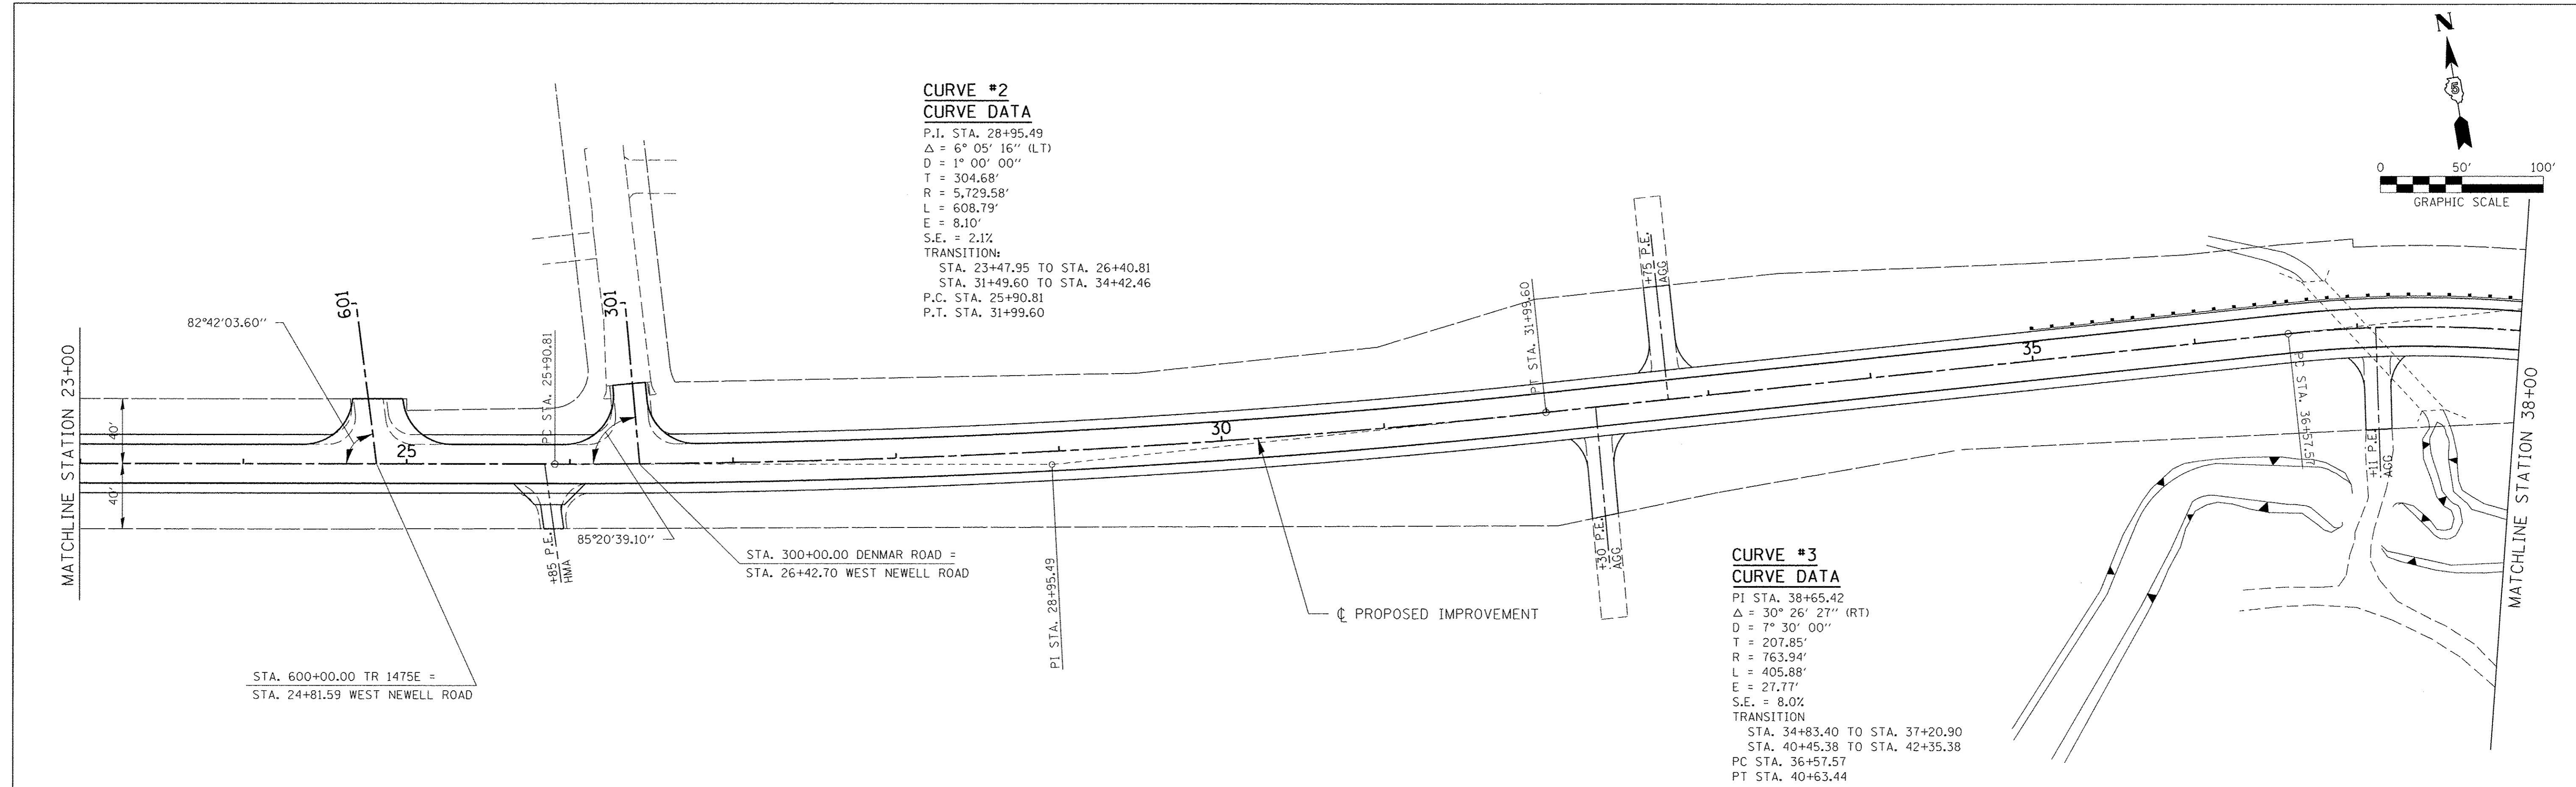 CURVE #2
CURVE DATA
P.I. STA. 28+95.49
Δ = 6° 05' 16" (LT)
D = 1° 00' 00"
T = 304.68'
R = 5,729.58'
L = 608.79'
E = 8.10'
S.E. = 2.1%
TRANSITION:
STA. 23+47.95 TO STA. 26+40.81
STA. 31+49.60 TO STA. 34+42.46
P.C. STA. 25+90.81
P.T. STA. 31+99.60
N
0 50' 100'
GRAPHIC SCALE
MATCHLINE STATION 23+00
40'
40'
82°42'03.60"
601
301
25
PC STA. 25+90.81
+85 P.E.
HMA
85°20'39.10"
STA. 300+00.00 DENMAR ROAD =
STA. 26+42.70 WEST NEWELL ROAD
STA. 600+00.00 TR 1475E =
STA. 24+81.59 WEST NEWELL ROAD
PI STA. 28+95.49
30
℄ PROPOSED IMPROVEMENT
PT STA. 31+99.60
+75 P.E.
AGG
+30 P.E.
AGG
35
PC STA. 36+57.57
+11 P.E.
AGG
MATCHLINE STATION 38+00
CURVE #3
CURVE DATA
PI STA. 38+65.42
Δ = 30° 26' 27" (RT)
D = 7° 30' 00"
T = 207.85'
R = 763.94'
L = 405.88'
E = 27.77'
S.E. = 8.0%
TRANSITION
STA. 34+83.40 TO STA. 37+20.90
STA. 40+45.38 TO STA. 42+35.38
PC STA. 36+57.57
PT STA. 40+63.44